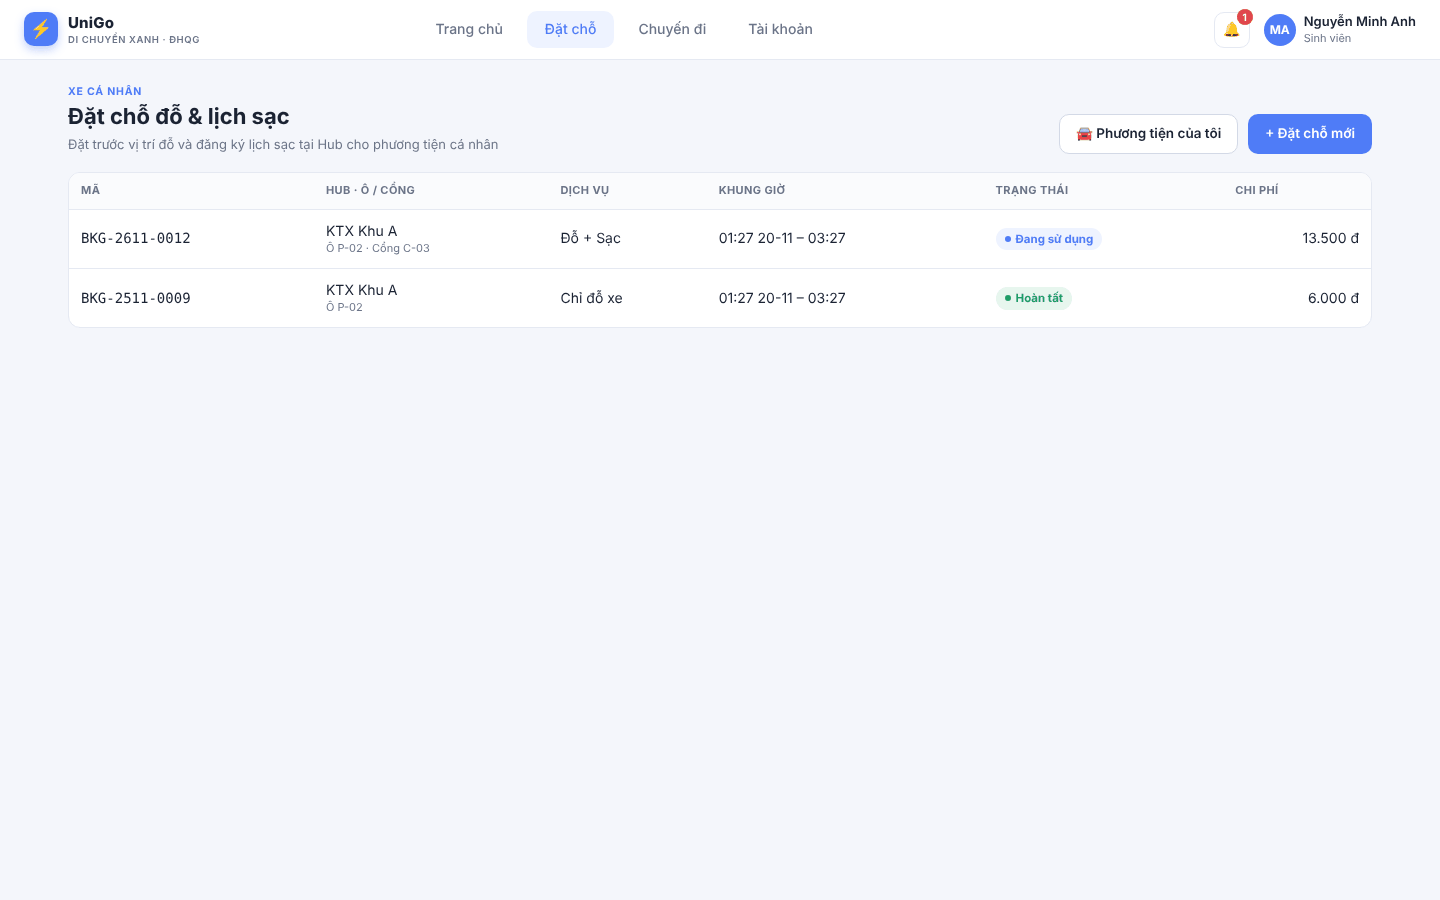 UniGo
DI CHUYỂN XANH · ĐHQG
Trang chủ
Đặt chỗ
Chuyến đi
Tài khoản
1
MA
Nguyễn Minh Anh
Sinh viên
XE CÁ NHÂN
Đặt chỗ đỗ & lịch sạc
Đặt trước vị trí đỗ và đăng ký lịch sạc tại Hub cho phương tiện cá nhân
Phương tiện của tôi
+ Đặt chỗ mới
MÃ HUB · Ô / CỔNG DỊCH VỤ KHUNG GIỜ TRẠNG THÁI CHI PHÍ
BKG-2611-0012 KTX Khu A Đỗ + Sạc 01:27 20-11 – 03:27 Đang sử dụng 13.500 đ
Ô P-02 · Cổng C-03
BKG-2511-0009 KTX Khu A Chỉ đỗ xe 01:27 20-11 – 03:27 Hoàn tất 6.000 đ
Ô P-02